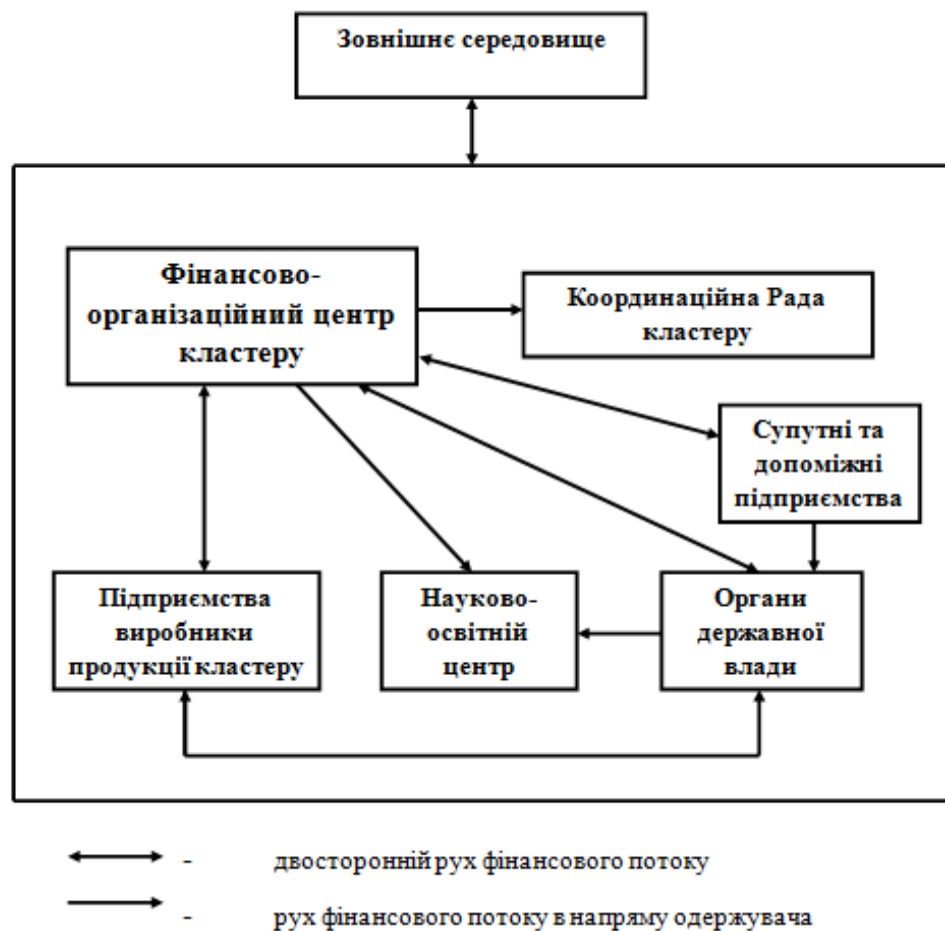 Зовнішнє середовище
Фінансово-
організаційний центр
кластеру
Координаційна Рада
кластеру
Супутні та
допоміжні
підприємства
Підприємства
виробники
продукції кластеру
Науково-
освітній
центр
Органи
державної
влади
- двосторонній рух фінансового потоку
- рух фінансового потоку в напряму одержувача